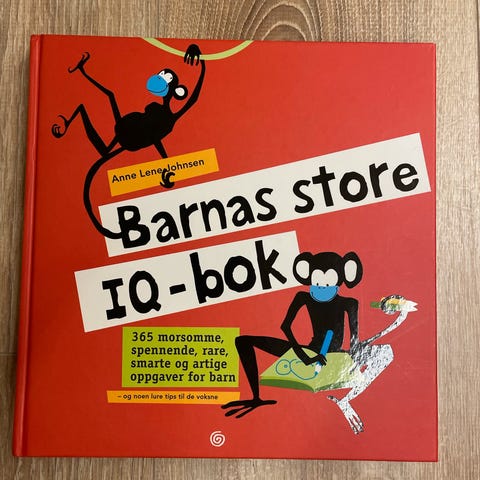 Anne Lene Johnsen
Barnas store
IQ-bok
365 morsomme,
spennende, rare,
smarte og artige
oppgaver for barn
– og noen lure tips til de voksne